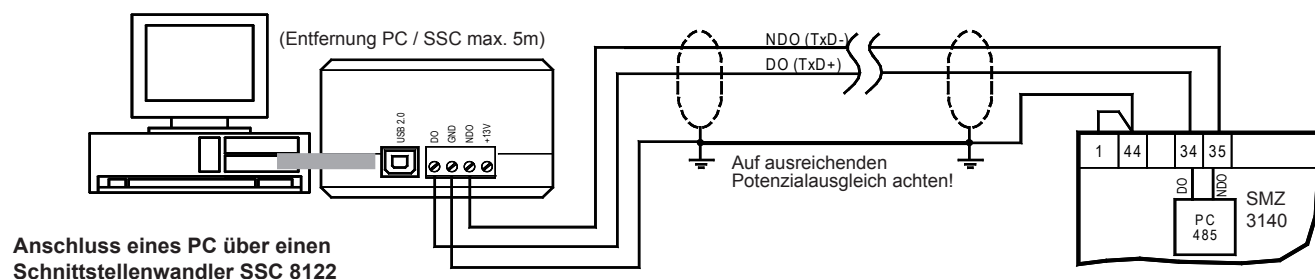 (Entfernung PC / SSC max. 5m)
NDO (TxD-)
DO (TxD+)
USB 2.0
DO
GND
NDO
+13V
Auf ausreichenden
Potenzialausgleich achten!
1 44 34 35
DO
NDO
PC
485
SMZ
3140
Anschluss eines PC über einen
Schnittstellenwandler SSC 8122